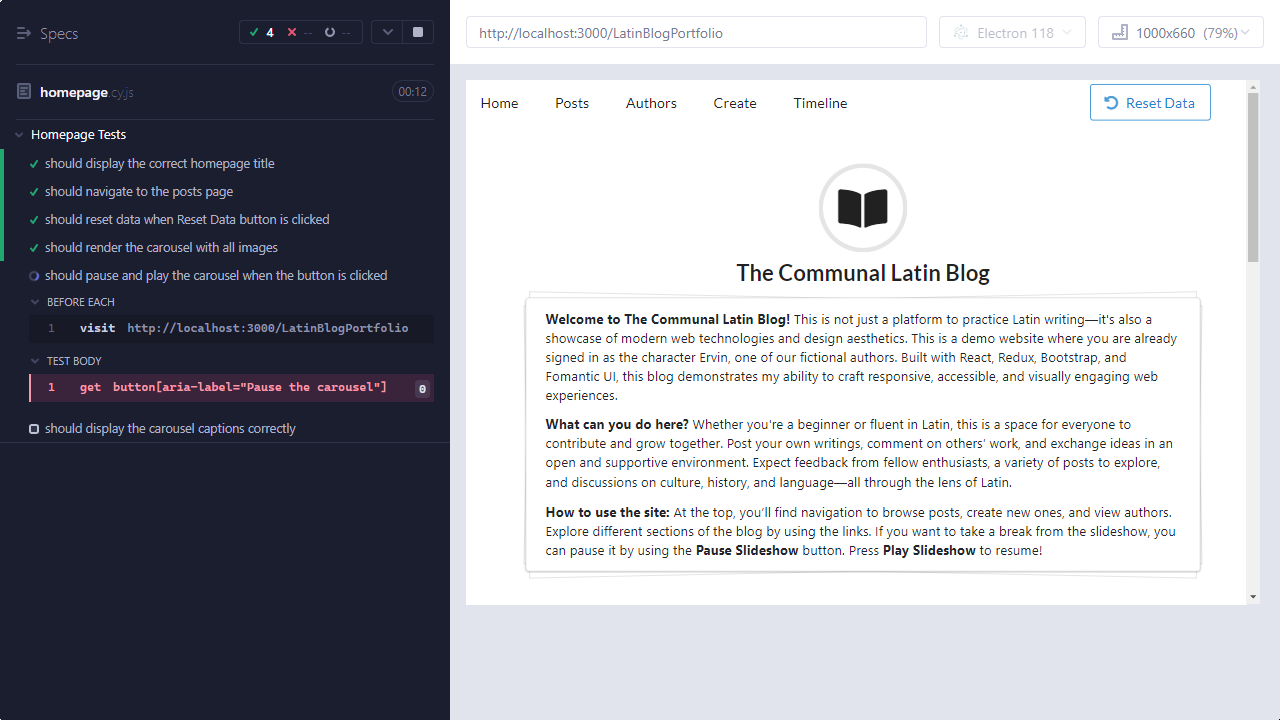 Specs
4 -- --
homepage.cy.js 00:12
Homepage Tests
should display the correct homepage title
should navigate to the posts page
should reset data when Reset Data button is clicked
should render the carousel with all images
should pause and play the carousel when the button is clicked
BEFORE EACH
1 visit http://localhost:3000/LatinBlogPortfolio
TEST BODY
1 get button[aria-label="Pause the carousel"] 0
should display the carousel captions correctly
http://localhost:3000/LatinBlogPortfolio
Electron 118
1000x660 (79%)
Home Posts Authors Create Timeline Reset Data
The Communal Latin Blog
Welcome to The Communal Latin Blog! This is not just a platform to practice Latin writing—it's also a
showcase of modern web technologies and design aesthetics. This is a demo website where you are already
signed in as the character Ervin, one of our fictional authors. Built with React, Redux, Bootstrap, and
Fomantic UI, this blog demonstrates my ability to craft responsive, accessible, and visually engaging web
experiences.
What can you do here? Whether you're a beginner or fluent in Latin, this is a space for everyone to
contribute and grow together. Post your own writings, comment on others’ work, and exchange ideas in an
open and supportive environment. Expect feedback from fellow enthusiasts, a variety of posts to explore,
and discussions on culture, history, and language—all through the lens of Latin.
How to use the site: At the top, you’ll find navigation to browse posts, create new ones, and view authors.
Explore different sections of the blog by using the links. If you want to take a break from the slideshow, you
can pause it by using the Pause Slideshow button. Press Play Slideshow to resume!